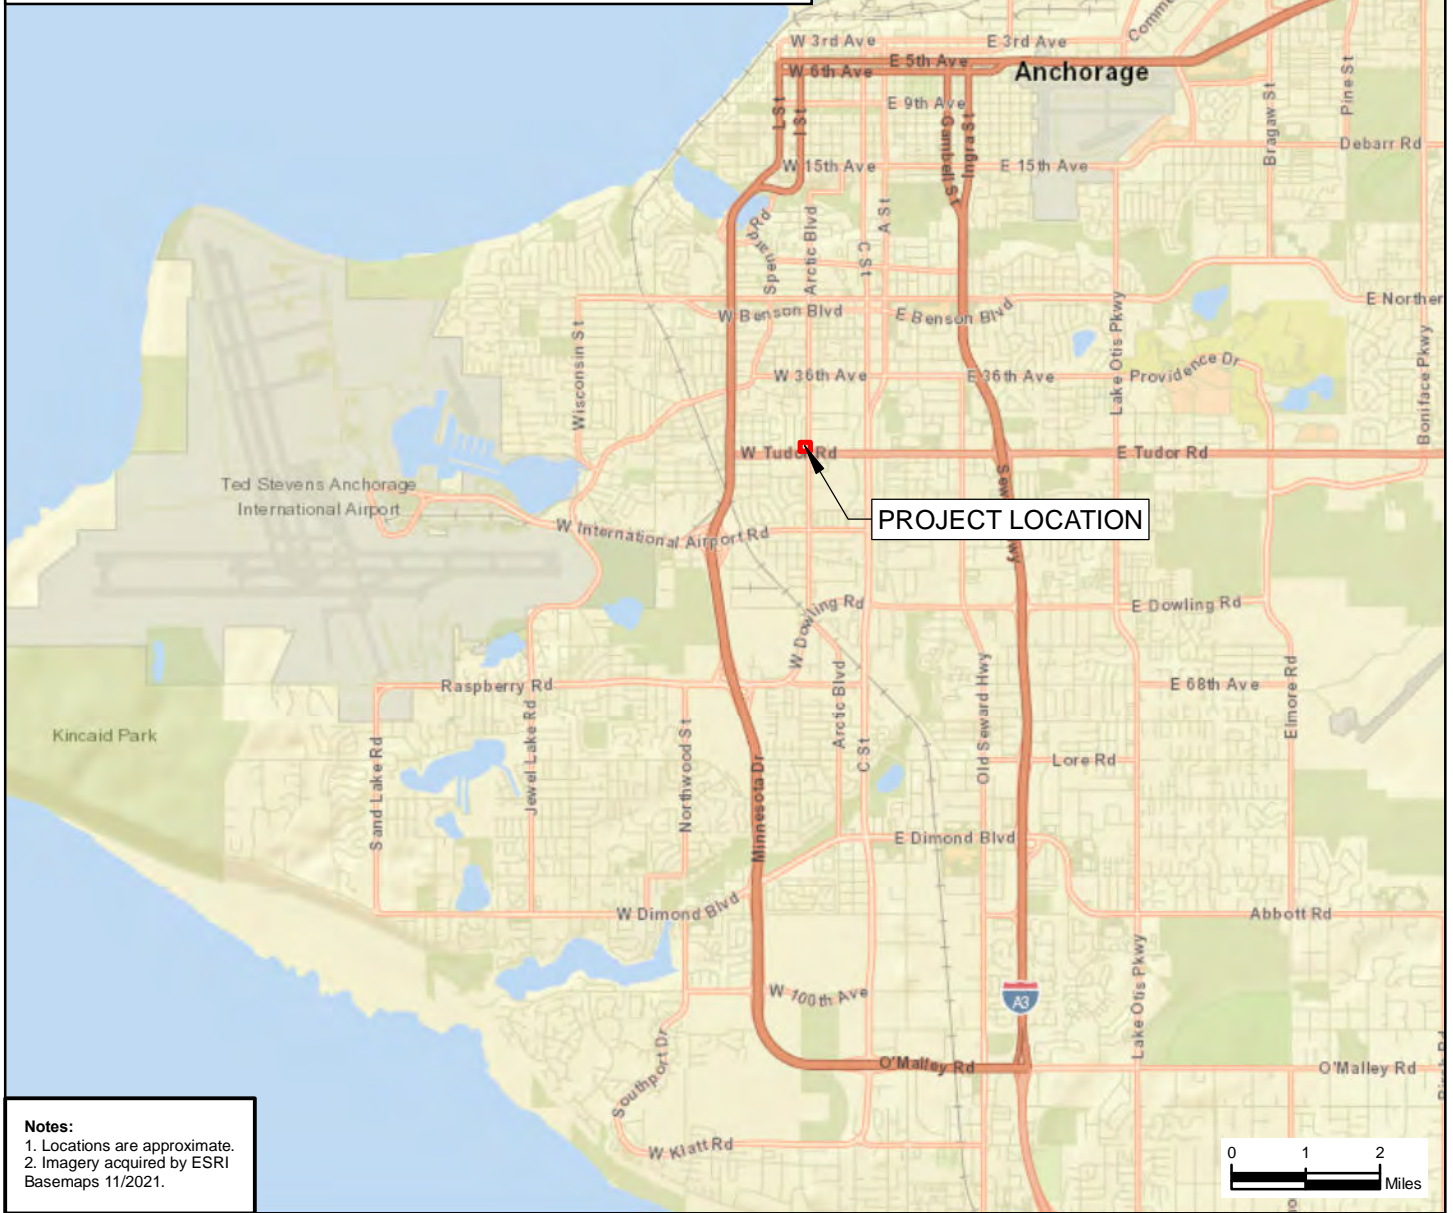 W 3rd Ave
E 3rd Ave
E 5th Ave
W 6th Ave
Anchorage
Pine St
L St
I St
E 9th Ave
Gambell St
Ingra St
Bragaw St
Debarr Rd
W 15th Ave
E 15th Ave
Spenard Rd
Arctic Blvd
C St
A St
W Benson Blvd
E Benson Blvd
Lake Otis Pkwy
E Norther
Wisconsin St
W 36th Ave
E 36th Ave
Providence Dr
Boniface Pkwy
W Tudor Rd
E Tudor Rd
Ted Stevens Anchorage
International Airport
W International Airport Rd
PROJECT LOCATION
W Dowling Rd
E Dowling Rd
Raspberry Rd
E 68th Ave
Kincaid Park
Sand Lake Rd
Jewel Lake Rd
Northwood St
Minnesota Dr
Arctic Blvd
C St
Old Seward Hwy
Elmore Rd
Lore Rd
E Dimond Blvd
W Dimond Blvd
Abbott Rd
W 100th Ave
A3
Lake Otis Pkwy
Southport Dr
O'Malley Rd
O'Malley Rd
W Klatt Rd
Notes:
1. Locations are approximate.
2. Imagery acquired by ESRI
Basemaps 11/2021.
0 1 2
Miles